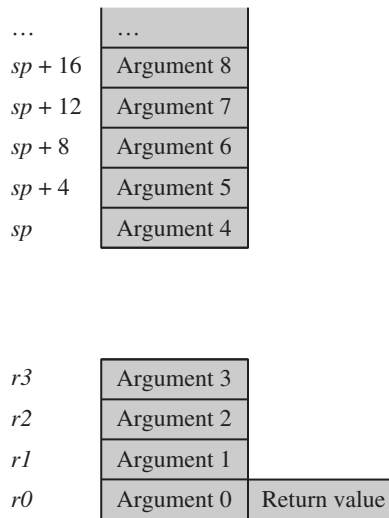 … …
sp + 16 Argument 8
sp + 12 Argument 7
sp + 8 Argument 6
sp + 4 Argument 5
sp Argument 4
r3 Argument 3
r2 Argument 2
r1 Argument 1
r0 Argument 0 Return value